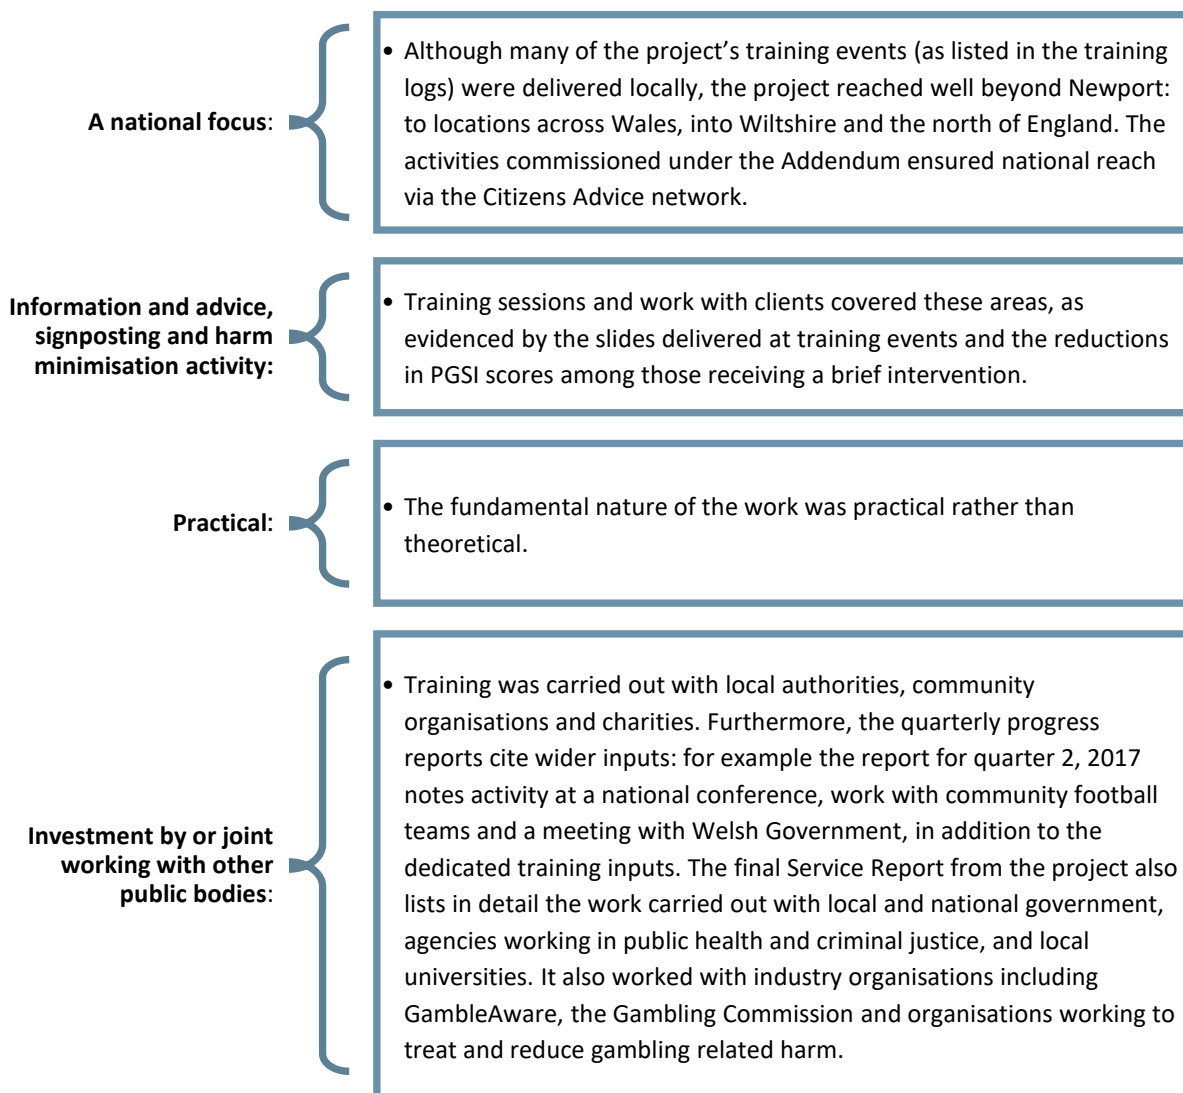 A national focus:
• Although many of the project's training events (as listed in the training
logs) were delivered locally, the project reached well beyond Newport:
to locations across Wales, into Wiltshire and the north of England. The
activities commissioned under the Addendum ensured national reach
via the Citizens Advice network.
Information and advice,
signposting and harm
minimisation activity:
• Training sessions and work with clients covered these areas, as
evidenced by the slides delivered at training events and the reductions
in PGSI scores among those receiving a brief intervention.
Practical:
• The fundamental nature of the work was practical rather than
theoretical.
Investment by or joint
working with other
public bodies:
• Training was carried out with local authorities, community
organisations and charities. Furthermore, the quarterly progress
reports cite wider inputs: for example the report for quarter 2, 2017
notes activity at a national conference, work with community football
teams and a meeting with Welsh Government, in addition to the
dedicated training inputs. The final Service Report from the project also
lists in detail the work carried out with local and national government,
agencies working in public health and criminal justice, and local
universities. It also worked with industry organisations including
GambleAware, the Gambling Commission and organisations working to
treat and reduce gambling related harm.